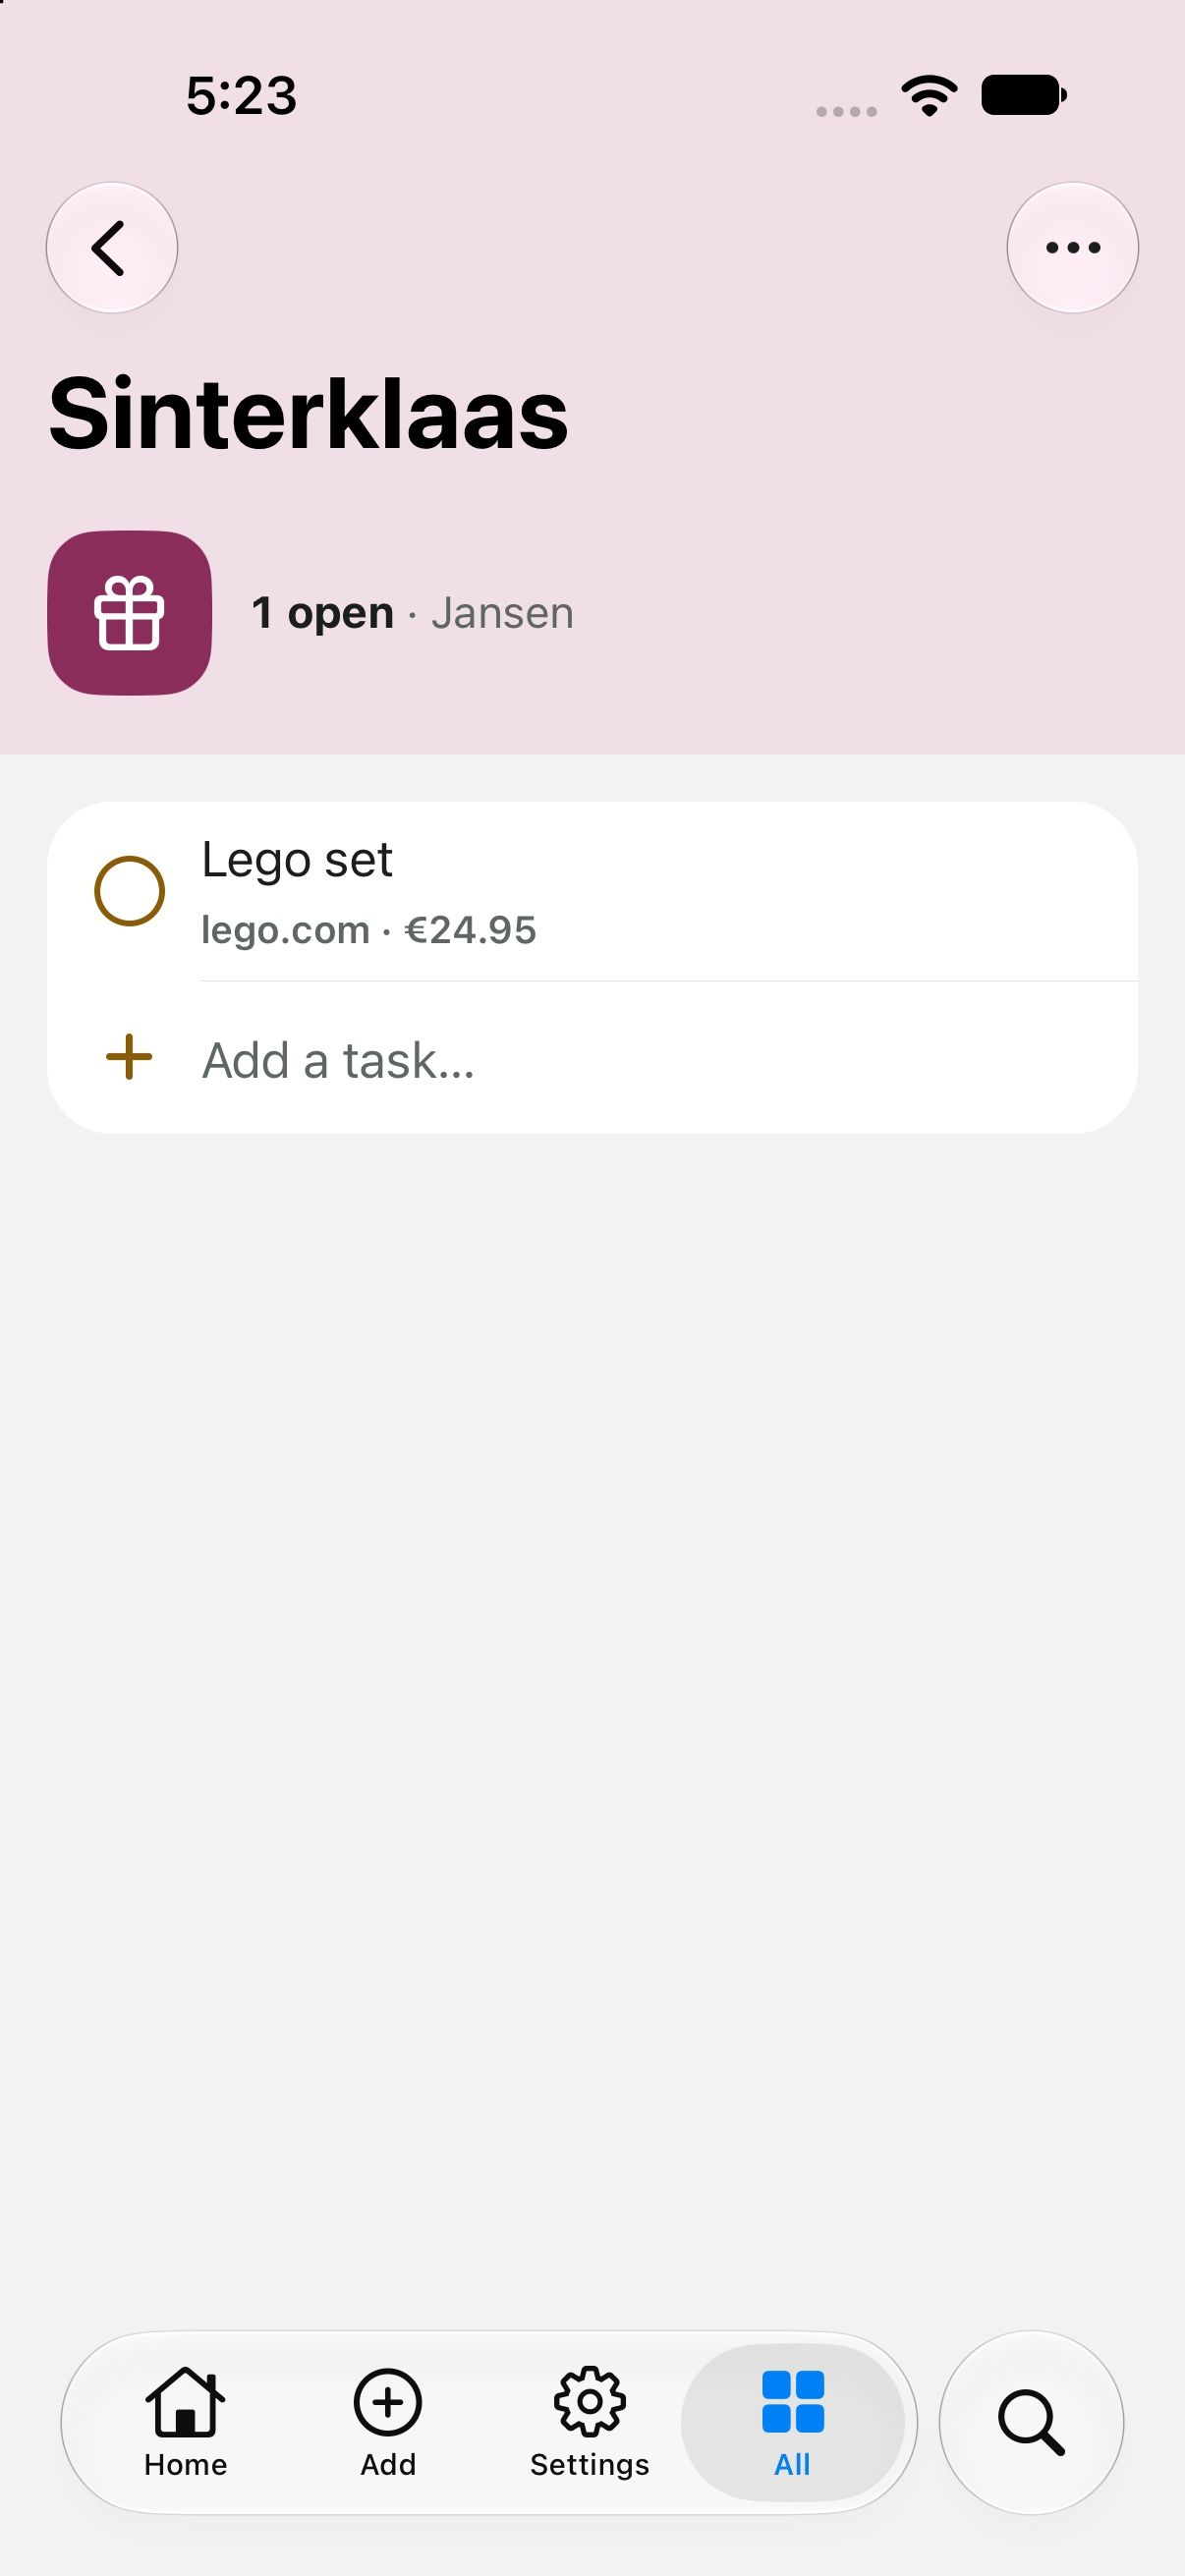 5:23
Sinterklaas
1 open · Jansen
Lego set
lego.com · €24.95
Add a task...
Home
Add
Settings
All